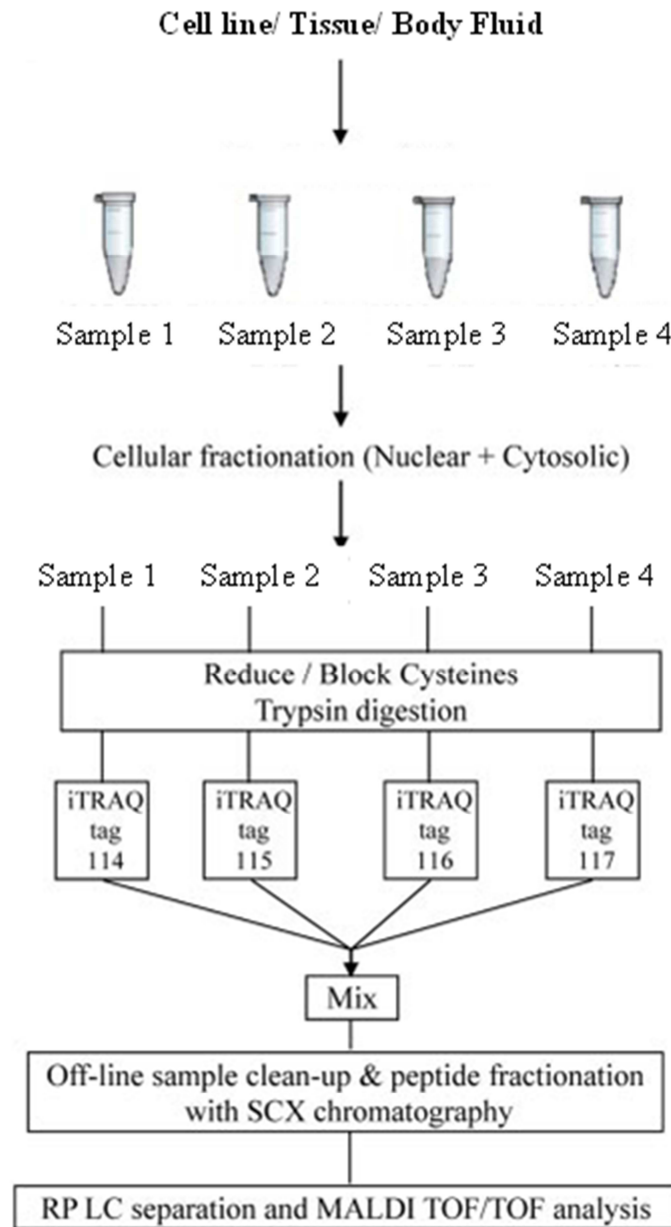 Cell line/ Tissue/ Body Fluid
Sample 1 Sample 2 Sample 3 Sample 4
Cellular fractionation (Nuclear + Cytosolic)
Sample 1 Sample 2 Sample 3 Sample 4
Reduce / Block Cysteines
Trypsin digestion
iTRAQ
tag
114
iTRAQ
tag
115
iTRAQ
tag
116
iTRAQ
tag
117
Mix
Off-line sample clean-up & peptide fractionation
with SCX chromatography
RP LC separation and MALDI TOF/TOF analysis